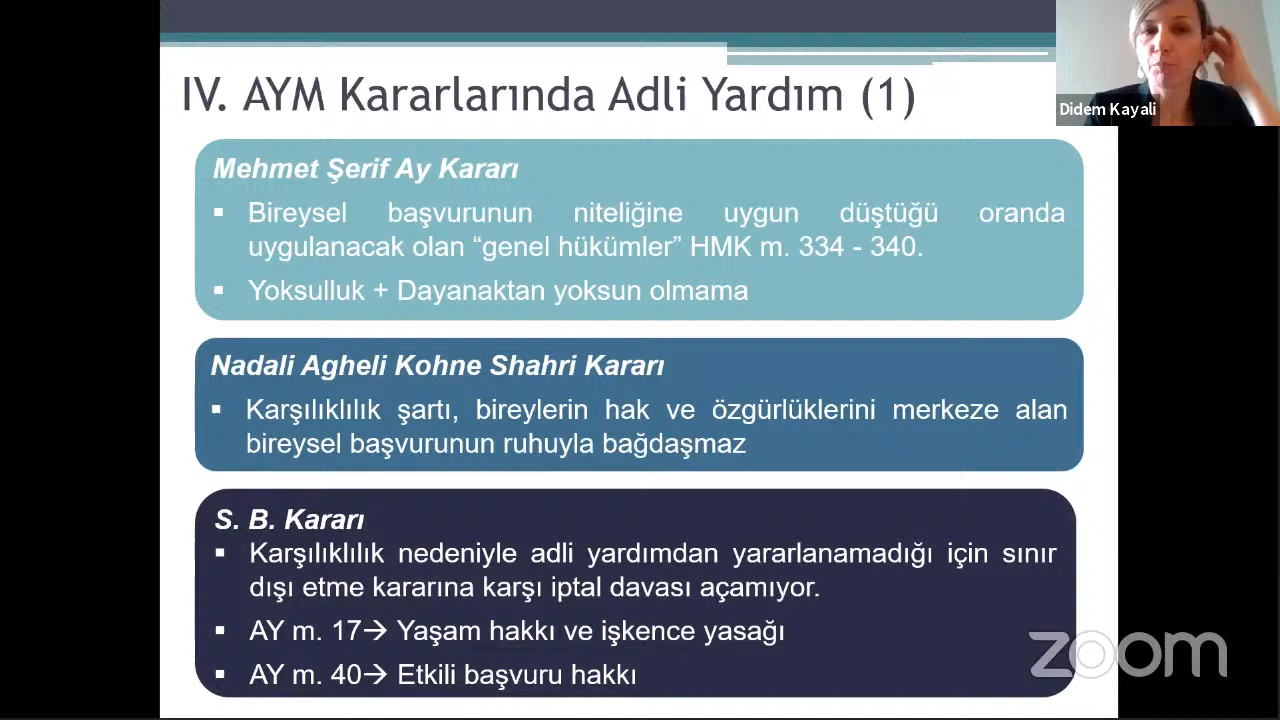 IV. AYM Kararlarında Adli Yardım (1)
Didem Kayali
Mehmet Şerif Ay Kararı
▪ Bireysel başvurunun niteliğine uygun düştüğü oranda
uygulanacak olan “genel hükümler” HMK m. 334 - 340.
▪ Yoksulluk + Dayanaktan yoksun olmama
Nadali Agheli Kohne Shahri Kararı
▪ Karşılıklılık şartı, bireylerin hak ve özgürlüklerini merkeze alan
bireysel başvurunun ruhuyla bağdaşmaz
S. B. Kararı
▪ Karşılıklılık nedeniyle adli yardımdan yararlanamadığı için sınır
dışı etme kararına karşı iptal davası açamıyor.
▪ AY m. 17→ Yaşam hakkı ve işkence yasağı
▪ AY m. 40→ Etkili başvuru hakkı
zoom